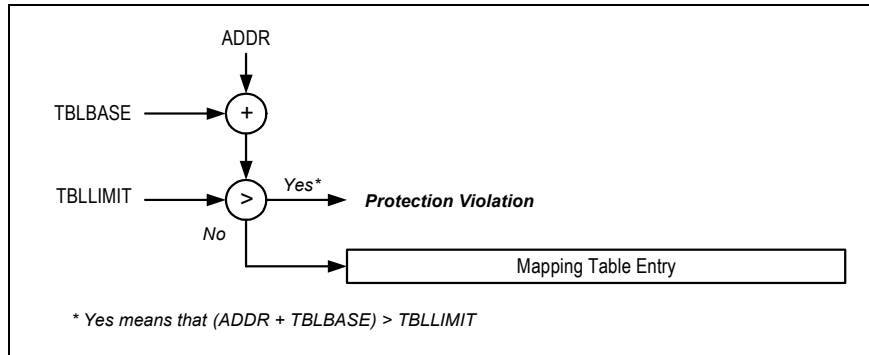 ADDR
TBLBASE
+
TBLLIMIT
>
Yes*
Protection Violation
No
Mapping Table Entry
* Yes means that (ADDR + TBLBASE) > TBLLIMIT